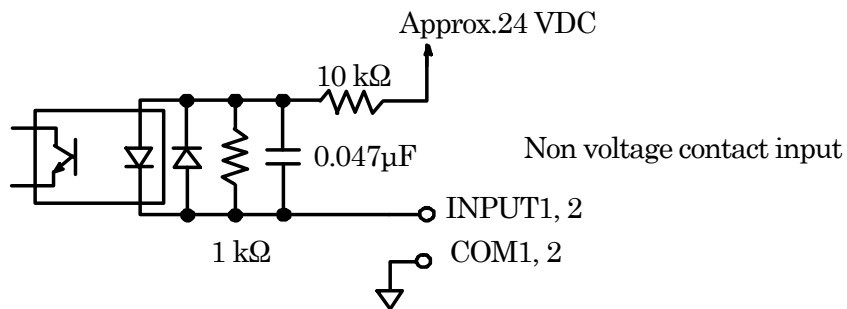 Approx.24 VDC
10 kΩ
0.047µF
Non voltage contact input
INPUT1, 2
1 kΩ
COM1, 2